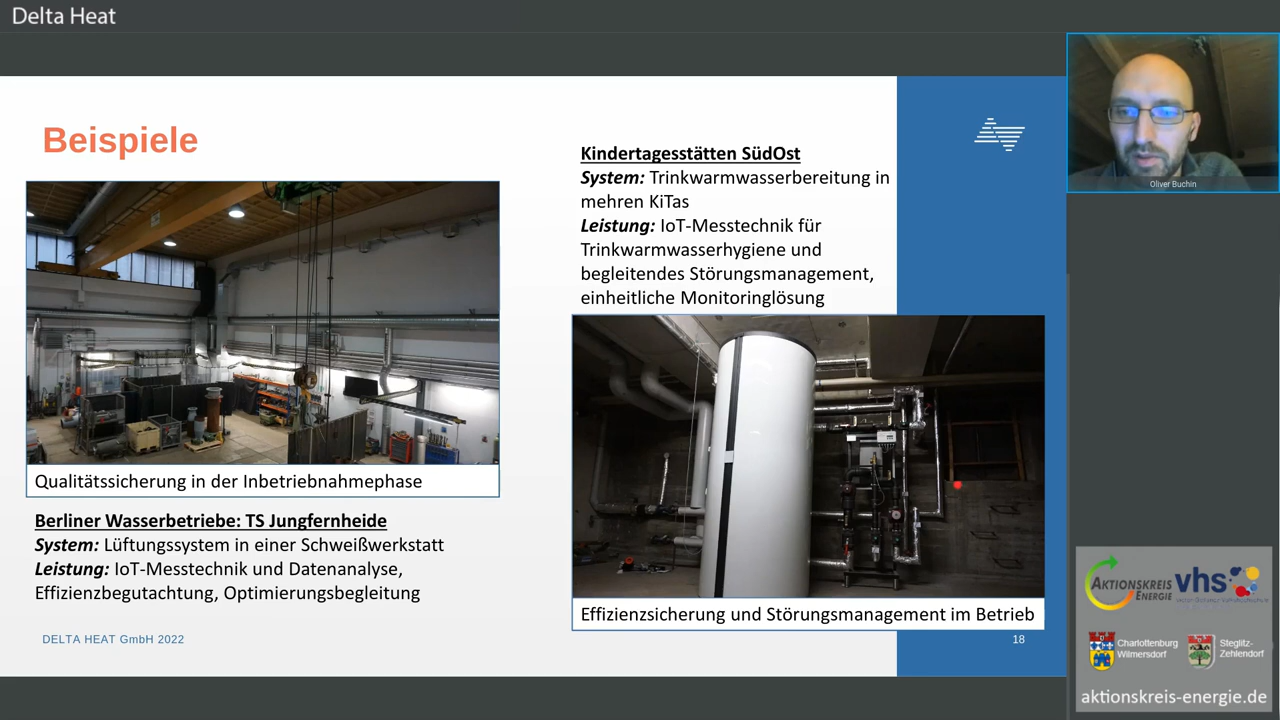 Delta Heat
Beispiele
Qualitätssicherung in der Inbetriebnahmephase
Berliner Wasserbetriebe: TS Jungfernheide
System: Lüftungssystem in einer Schweißwerkstatt
Leistung: IoT-Messtechnik und Datenanalyse,
Effizienzbegutachtung, Optimierungsbegleitung
DELTA HEAT GmbH 2022
Kindertagesstätten SüdOst
System: Trinkwarmwasserbereitung in
mehren KiTas
Leistung: IoT-Messtechnik für
Trinkwarmwasserhygiene und
begleitendes Störungsmanagement,
einheitliche Monitoringlösung
Effizienzsicherung und Störungsmanagement im Betrieb
18
Oliver Buchin
AKTIONSKREIS
ENERGIE
vhs
Charlottenburg
Wilmersdorf
Steglitz-
Zehlendorf
aktionskreis-energie.de